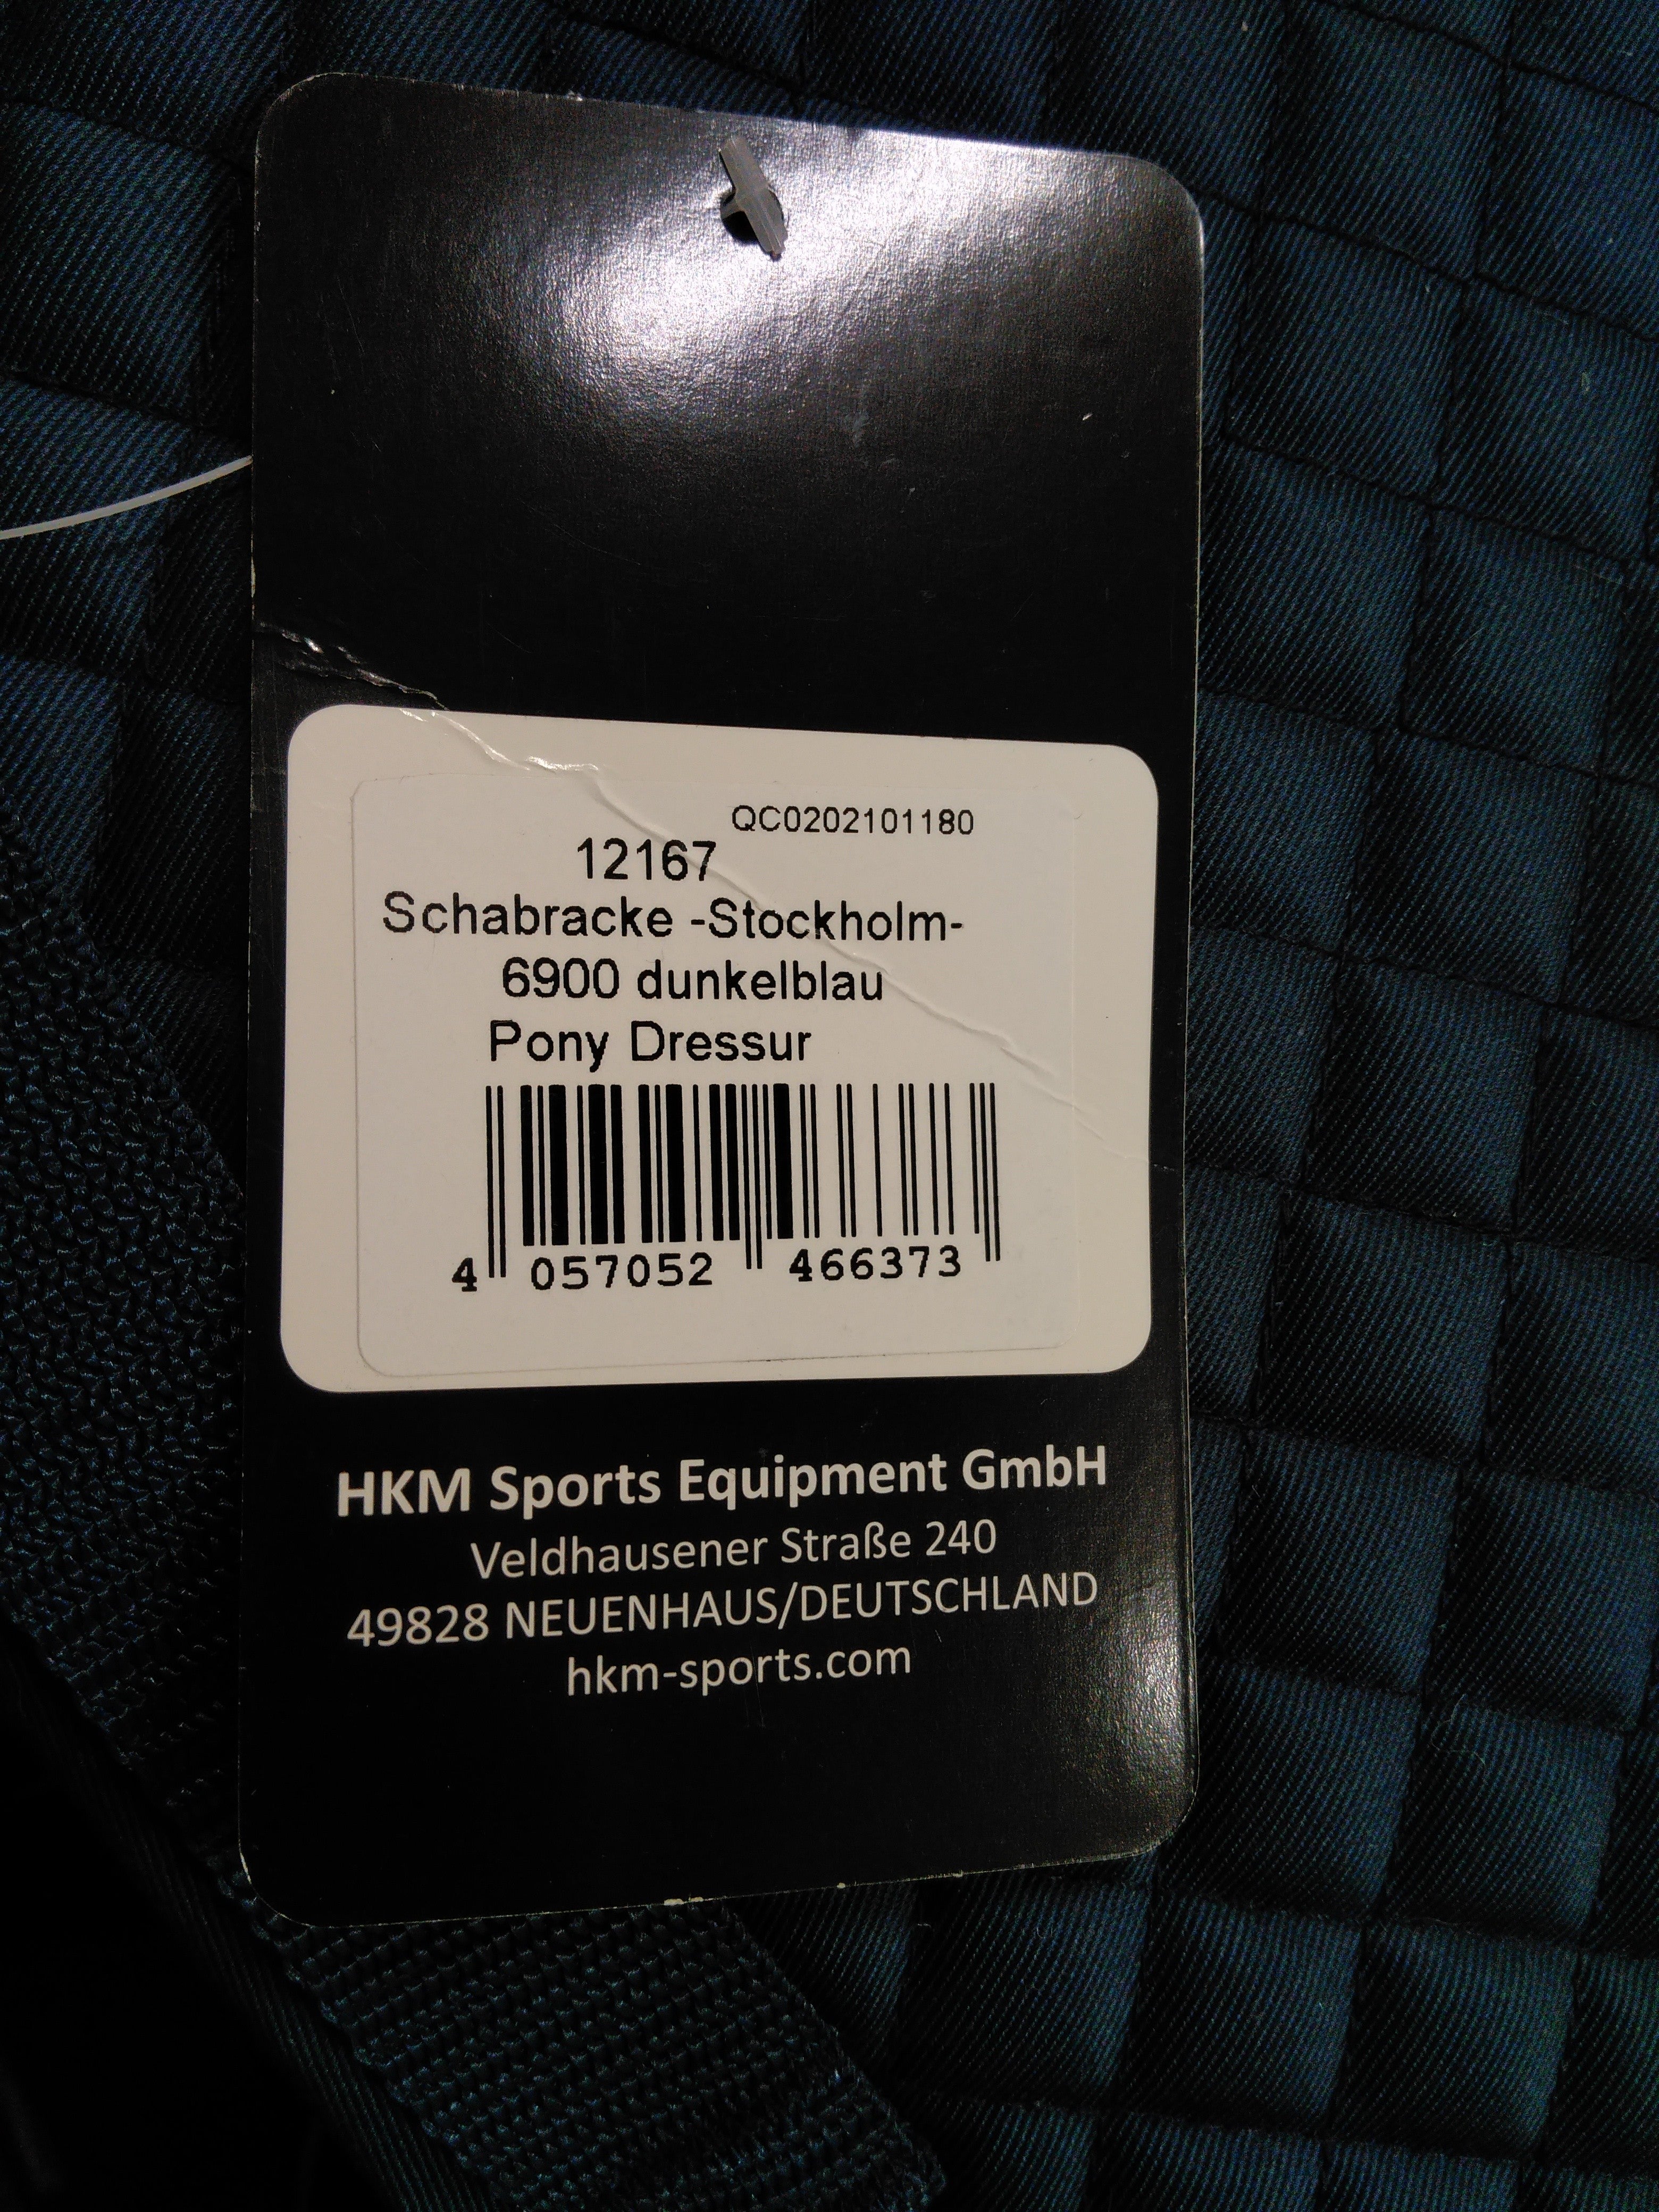 QC0202101180
12167
Schabracke -Stockholm-
6900 dunkelblau
Pony Dressur
4 057052 466373
HKM Sports Equipment GmbH
Veldhausener Straße 240
49828 NEUENHAUS/DEUTSCHLAND
hkm-sports.com